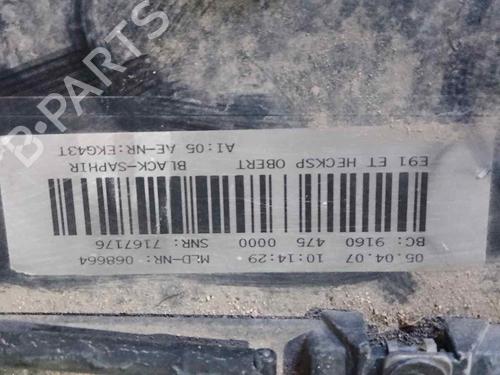 B-PARTS
05.04.07 10:14:29 MLD-NR: 068664
BC: 9160 475 0000 SNR: 7167176
E91 ET HECKSP OBERT BLACK-SAPHIR
AI:05 AE-NR:EKG43T